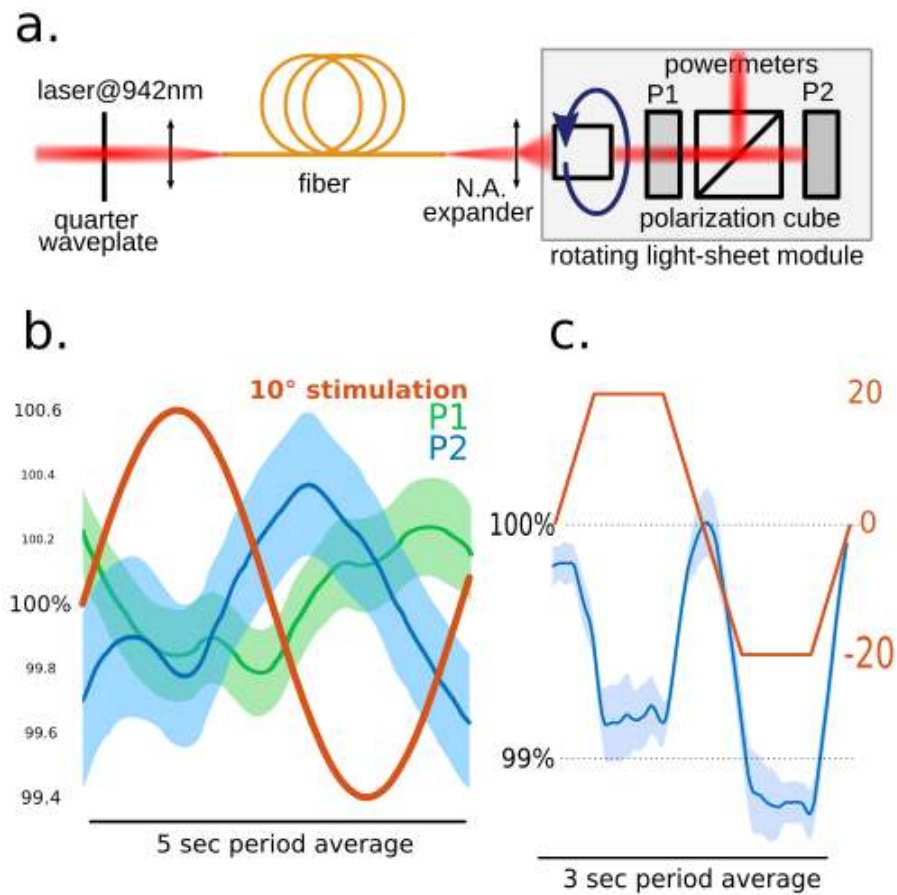 a.
laser@942nm
quarter
waveplate
fiber
N.A.
expander
powermeters
P1
P2
polarization cube
rotating light-sheet module
b.
10° stimulation
P1
P2
100.6
100.4
100.2
100%
99.8
99.6
99.4
5 sec period average
c.
20
100%
0
-20
99%
3 sec period average